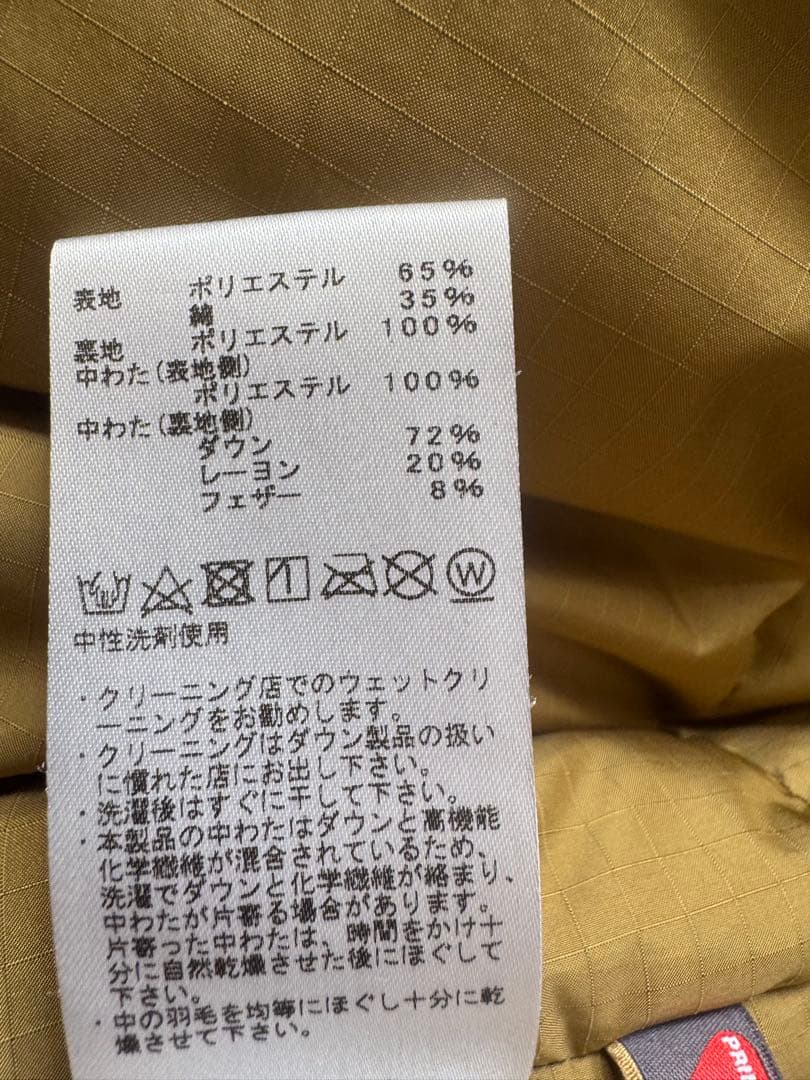 表地 ポリエステル 65%
綿 35%
裏地 ポリエステル 100%
中わた(表地側)
ポリエステル 100%
中わた(裏地側)
ダウン 72%
レーヨン 20%
フェザー 8%
1 W
中性洗剤使用
・クリーニング店でのウェットクリ
ーニングをお勧めします。
・クリーニングはダウン製品の扱い
に慣れた店にお出し下さい。
・洗濯後はすぐに干して下さい。
・本製品の中わたはダウンと高機能
化学繊維が混合されているため、
洗濯でダウンと化学繊維が絡まり、
中わたが片寄る場合があります。
片寄った中わたは、時間をかけ十
分に自然乾燥させた後にほぐして
下さい。
・中の羽毛を均等にほぐし十分に乾
燥させて下さい。